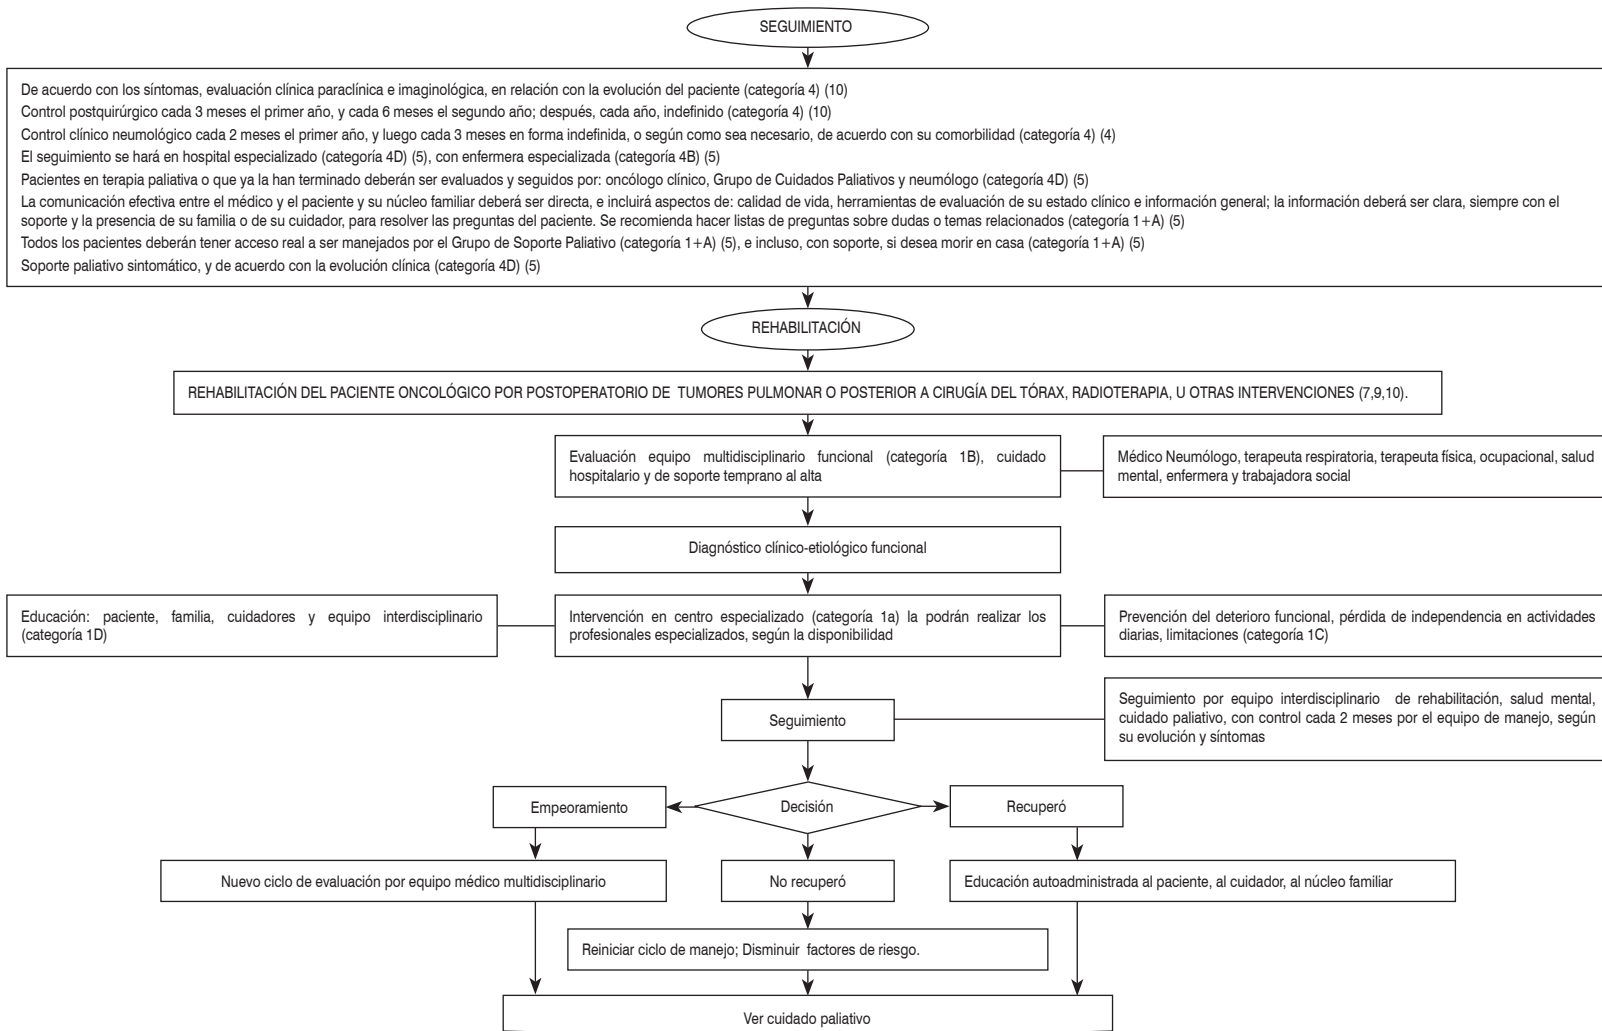 SEGUIMIENTO
De acuerdo con los síntomas, evaluación clínica paraclínica e imaginológica, en relación con la evolución del paciente (categoría 4) (10)
Control postquirúrgico cada 3 meses el primer año, y cada 6 meses el segundo año; después, cada año, indefinido (categoría 4) (10)
Control clínico neumológico cada 2 meses el primer año, y luego cada 3 meses en forma indefinida, o según como sea necesario, de acuerdo con su comorbilidad (categoría 4) (4)
El seguimiento se hará en hospital especializado (categoría 4D) (5), con enfermera especializada (categoría 4B) (5)
Pacientes en terapia paliativa o que ya la han terminado deberán ser evaluados y seguidos por: oncólogo clínico, Grupo de Cuidados Paliativos y neumólogo (categoría 4D) (5)
La comunicación efectiva entre el médico y el paciente y su núcleo familiar deberá ser directa, e incluirá aspectos de: calidad de vida, herramientas de evaluación de su estado clínico e información general; la información deberá ser clara, siempre con el
soporte y la presencia de su familia o de su cuidador, para resolver las preguntas del paciente. Se recomienda hacer listas de preguntas sobre dudas o temas relacionados (categoría 1+A) (5)
Todos los pacientes deberán tener acceso real a ser manejados por el Grupo de Soporte Paliativo (categoría 1+A) (5), e incluso, con soporte, si desea morir en casa (categoría 1+A) (5)
Soporte paliativo sintomático, y de acuerdo con la evolución clínica (categoría 4D) (5)
REHABILITACIÓN
REHABILITACIÓN DEL PACIENTE ONCOLÓGICO POR POSTOPERATORIO DE TUMORES PULMONAR O POSTERIOR A CIRUGÍA DEL TÓRAX, RADIOTERAPIA, U OTRAS INTERVENCIONES (7,9,10).
Evaluación equipo multidisciplinario funcional (categoría 1B), cuidado
hospitalario y de soporte temprano al alta
Médico Neumólogo, terapeuta respiratoria, terapeuta física, ocupacional, salud
mental, enfermera y trabajadora social
Diagnóstico clínico-etiológico funcional
Educación: paciente, familia, cuidadores y equipo interdisciplinario
(categoría 1D)
Intervención en centro especializado (categoría 1a) la podrán realizar los
profesionales especializados, según la disponibilidad
Prevención del deterioro funcional, pérdida de independencia en actividades
diarias, limitaciones (categoría 1C)
Seguimiento
Seguimiento por equipo interdisciplinario de rehabilitación, salud mental,
cuidado paliativo, con control cada 2 meses por el equipo de manejo, según
su evolución y síntomas
Empeoramiento
Decisión
Recuperó
Nuevo ciclo de evaluación por equipo médico multidisciplinario
No recuperó
Educación autoadministrada al paciente, al cuidador, al núcleo familiar
Reiniciar ciclo de manejo; Disminuir factores de riesgo.
Ver cuidado paliativo